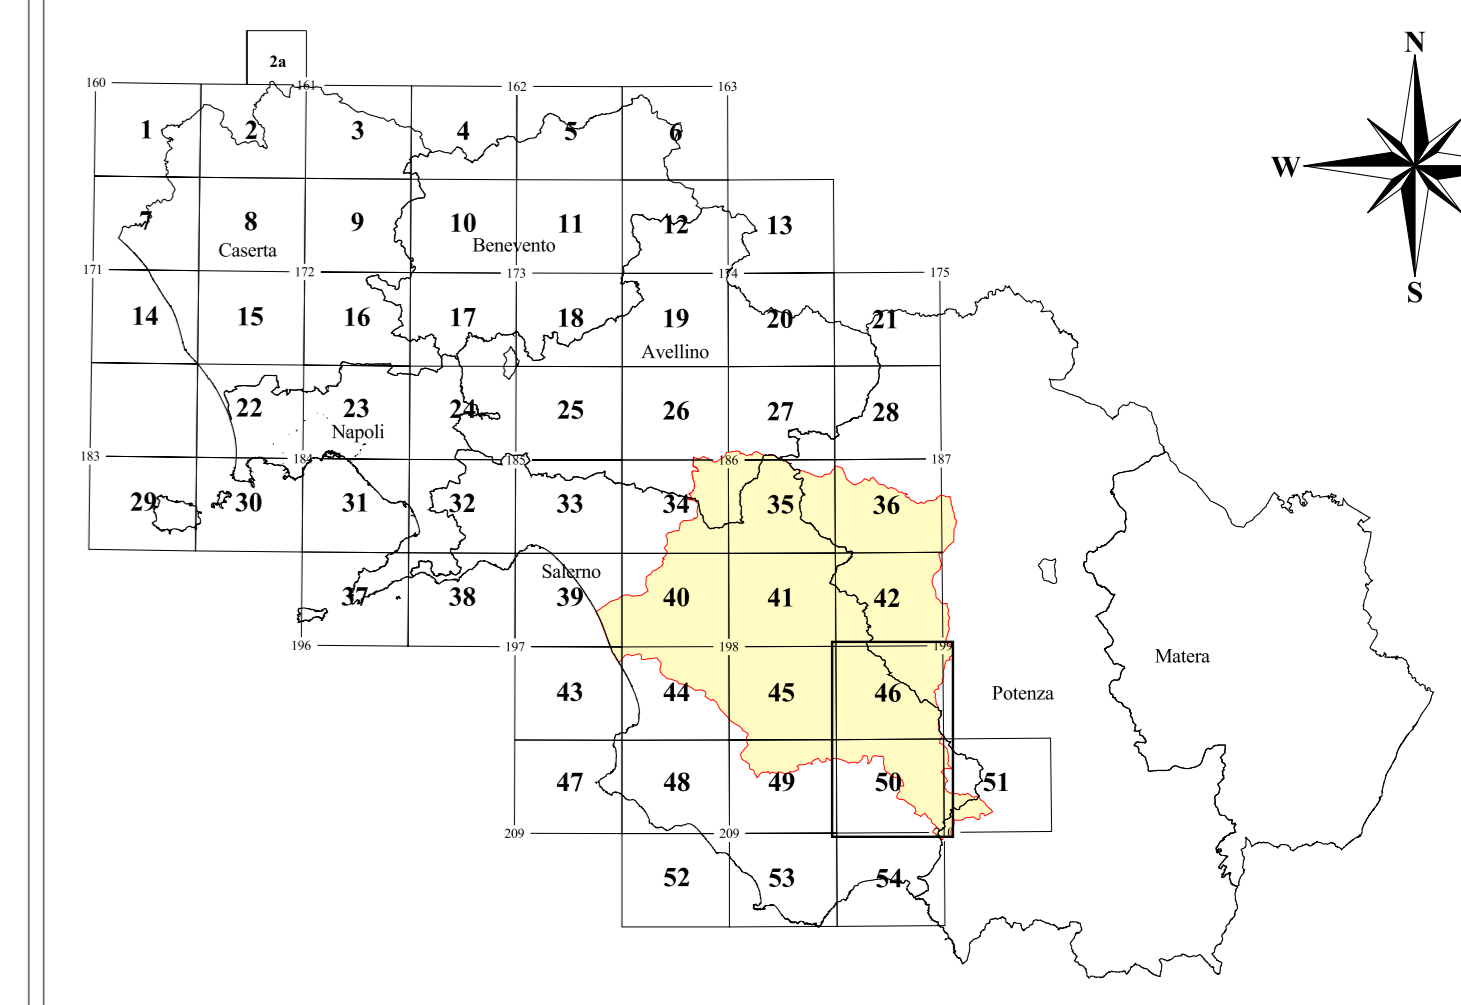 N
2a
160 161 162 163
1 2 3 4 5 6
W
7 8 9 10 11 12 13
Caserta Benevento
171 172 173 174 175
S
14 15 16 17 18 19 20 21
Avellino
22 23 24 25 26 27 28
Napoli
183 184 185 186 187
29 30 31 32 33 34 35 36
Salerno
37 38 39 40 41 42
196 197 198 199
Matera
43 44 45 46 Potenza
47 48 49 50 51
209 209
52 53 54